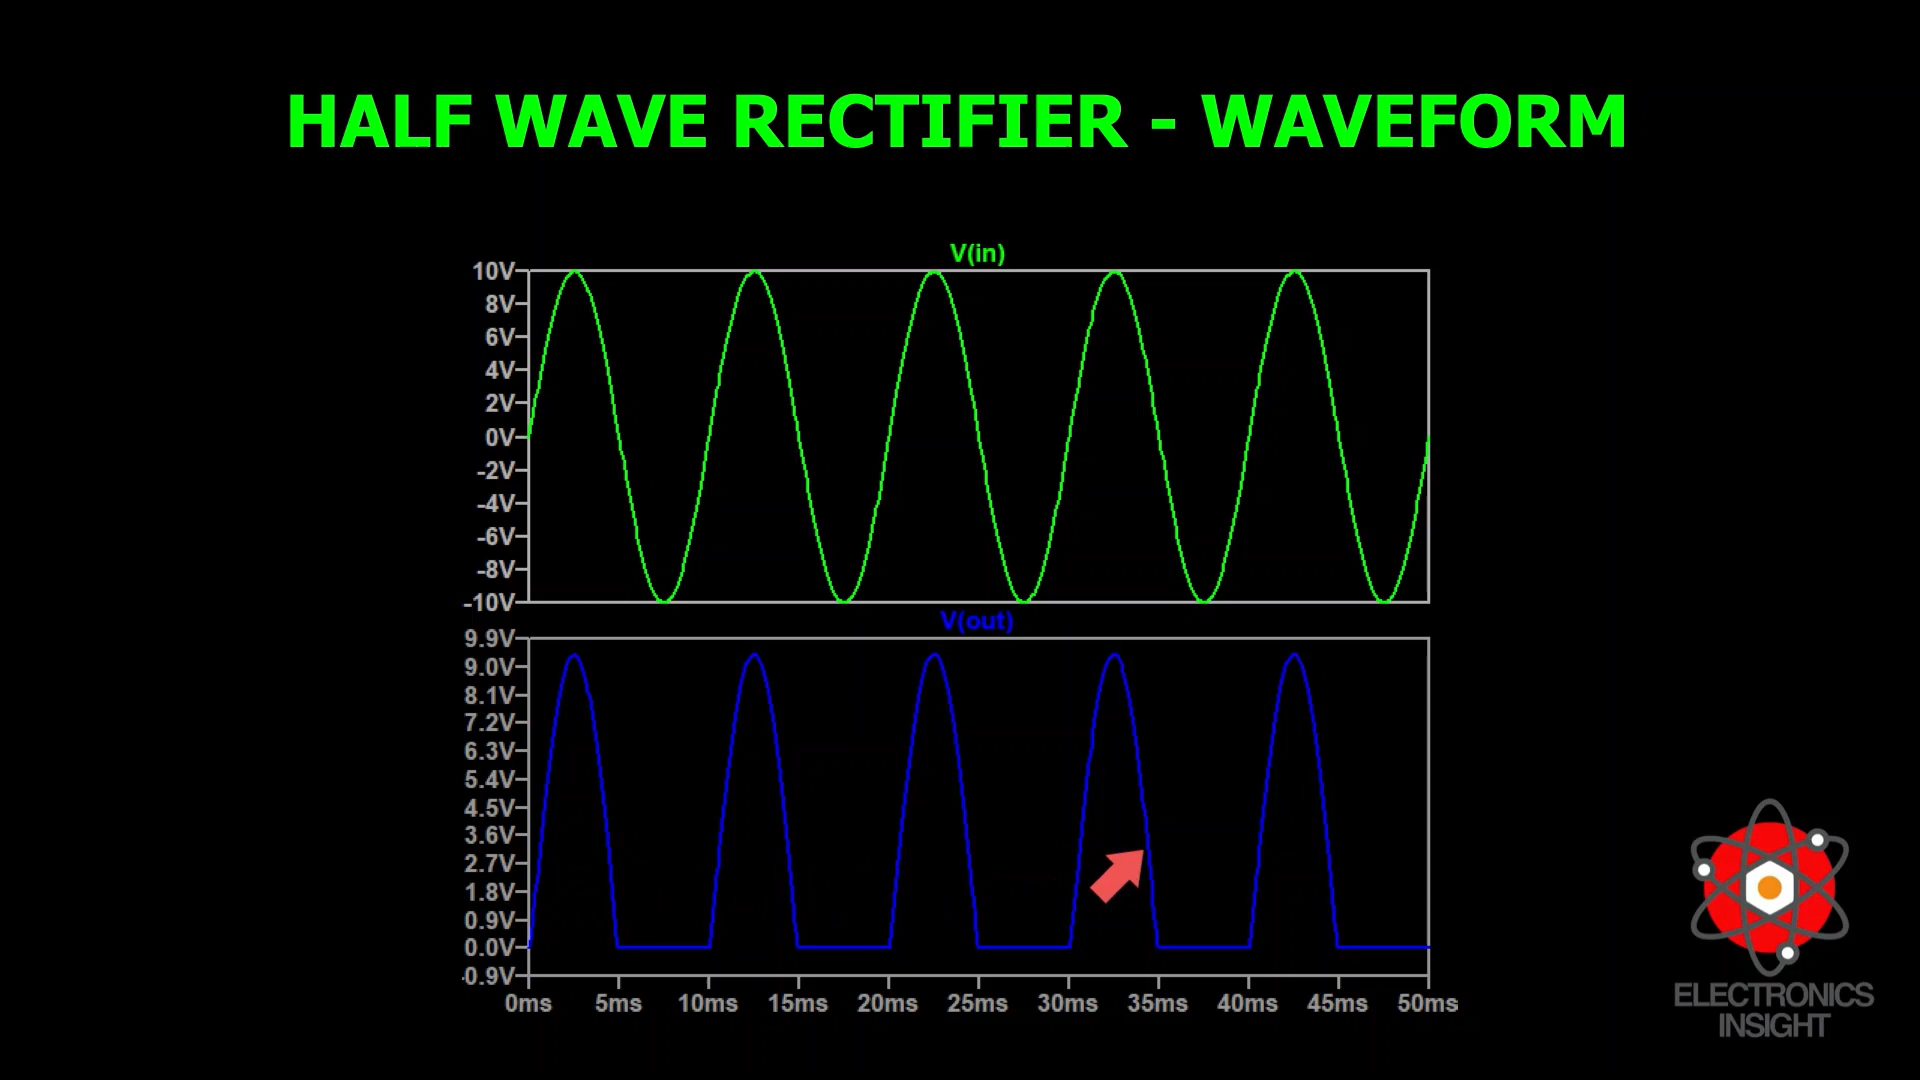 HALF WAVE RECTIFIER - WAVEFORM
V(in)
10V
8V
6V
4V
2V
0V
-2V
-4V
-6V
-8V
-10V
V(out)
9.9V
9.0V
8.1V
7.2V
6.3V
5.4V
4.5V
3.6V
2.7V
1.8V
0.9V
0.0V
-0.9V
0ms 5ms 10ms 15ms 20ms 25ms 30ms 35ms 40ms 45ms 50ms
ELECTRONICS
INSIGHT